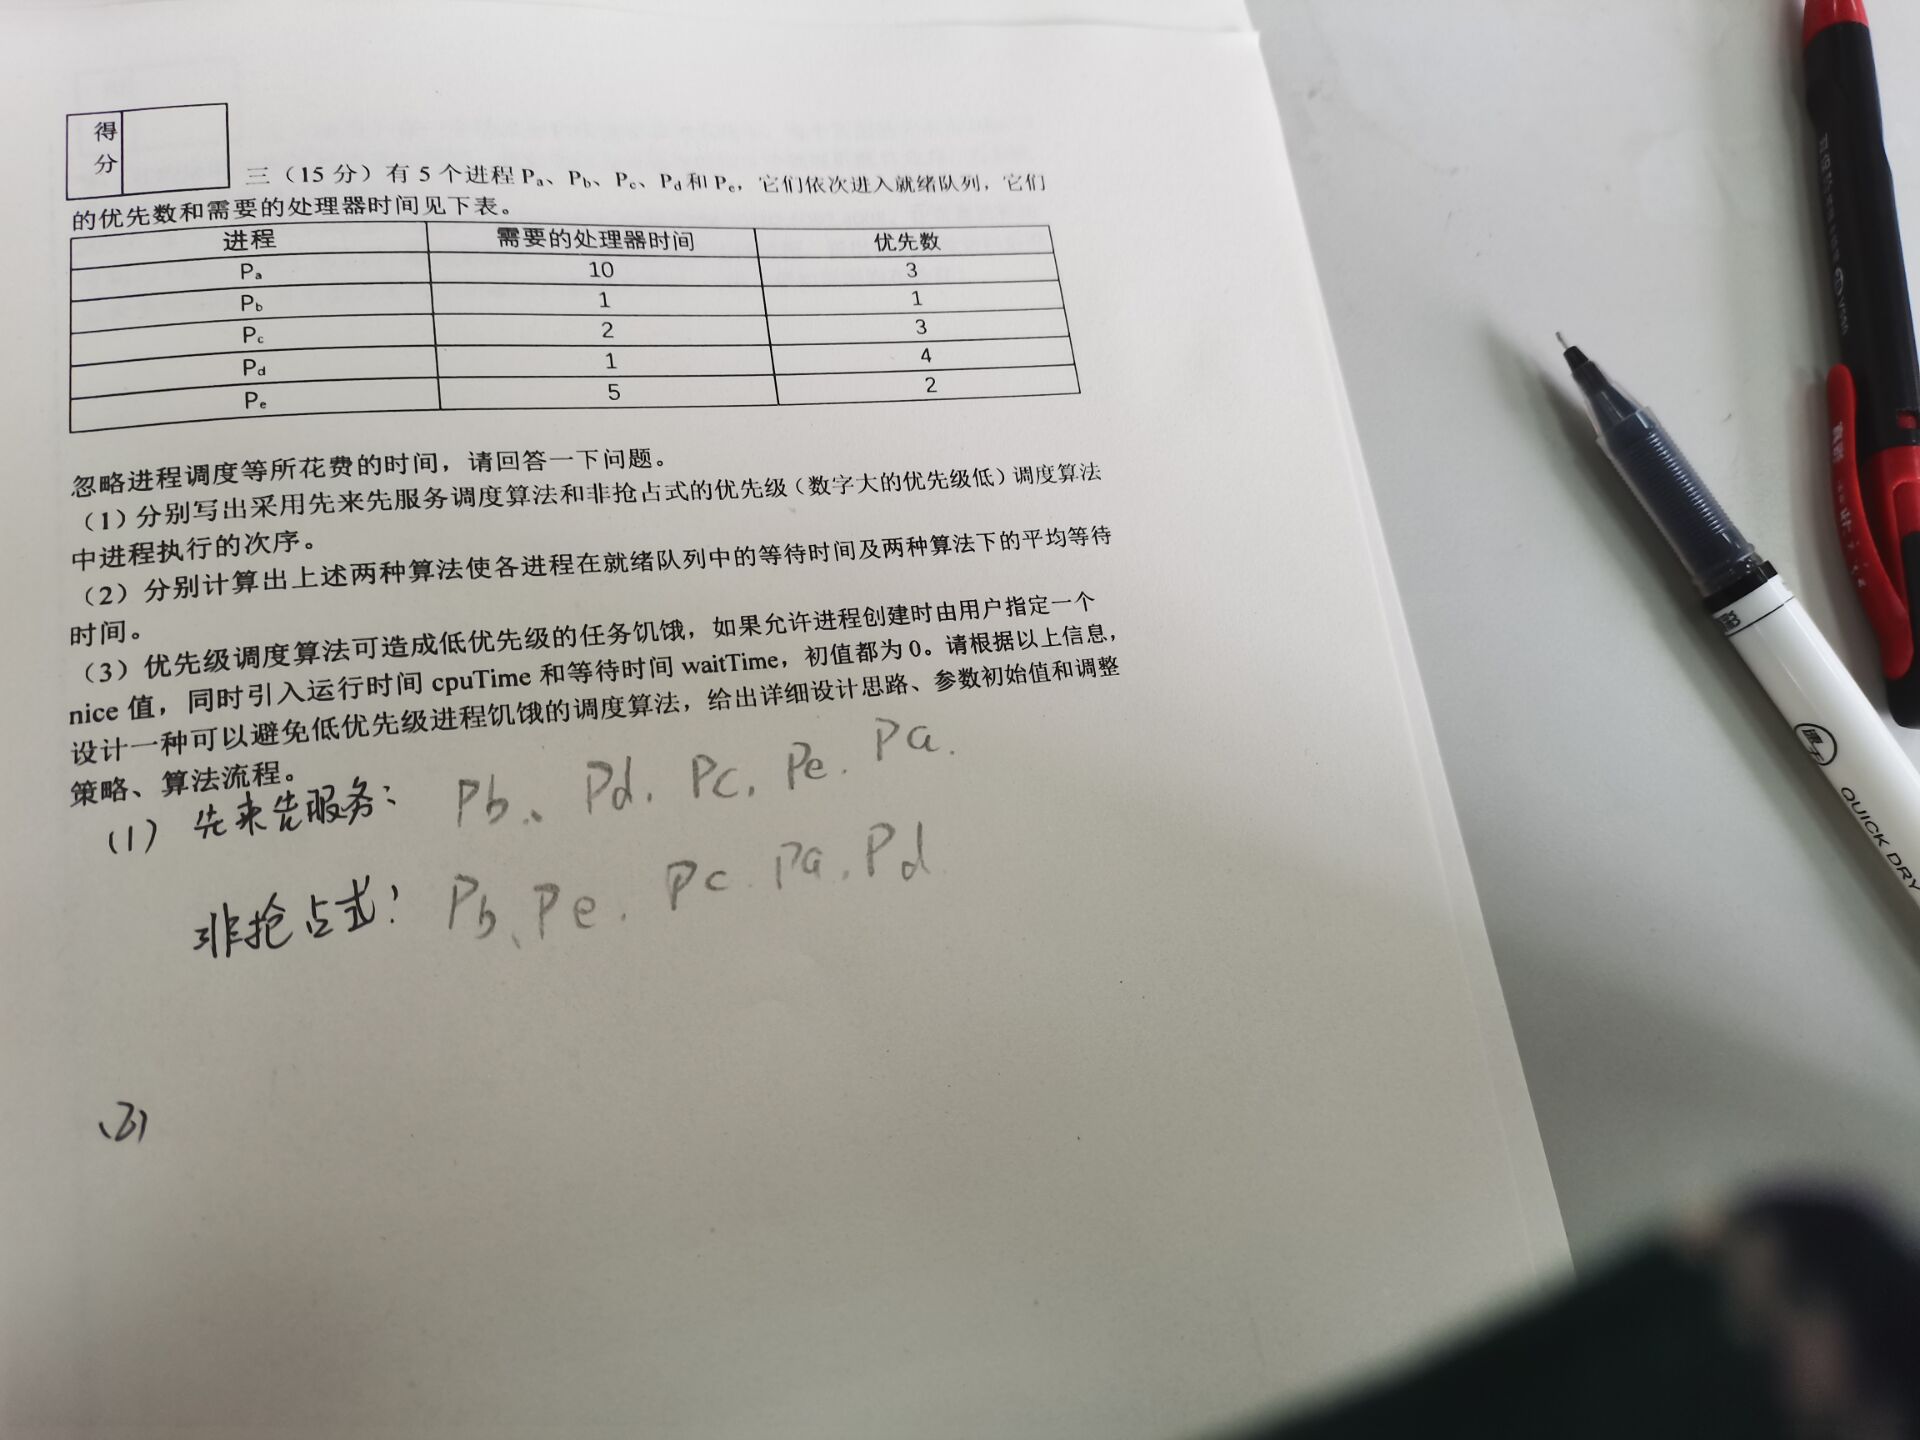 得
分
三（15 分）有 5 个进程 Pa、Pb、Pc、Pd 和 Pe，它们依次进入就绪队列，它们
的优先数和需要的处理器时间见下表。
进程 需要的处理器时间 优先数
Pa 10 3
Pb 1 1
Pc 2 3
Pd 1 4
Pe 5 2
忽略进程调度等所花费的时间，请回答一下问题。
（1）分别写出采用先来先服务调度算法和非抢占式的优先级（数字大的优先级低）调度算法
中进程执行的次序。
（2）分别计算出上述两种算法使各进程在就绪队列中的等待时间及两种算法下的平均等待
时间。
（3）优先级调度算法可造成低优先级的任务饥饿，如果允许进程创建时由用户指定一个
nice 值，同时引入运行时间 cpuTime 和等待时间 waitTime，初值都为 0。请根据以上信息，
设计一种可以避免低优先级进程饥饿的调度算法，给出详细设计思路、参数初始值和调整
策略、算法流程。
(1) 先来先服务： Pb、Pd. Pc. Pe. Pa.
非抢占式： Pb、Pe. Pc. Pa. Pd.
(2)
QUICK DRY